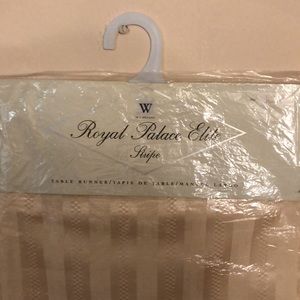 W
Royal Palace Elite
Stripe
TABLE RUNNER/TAPIS DE TABLE/MANTEL LARGO